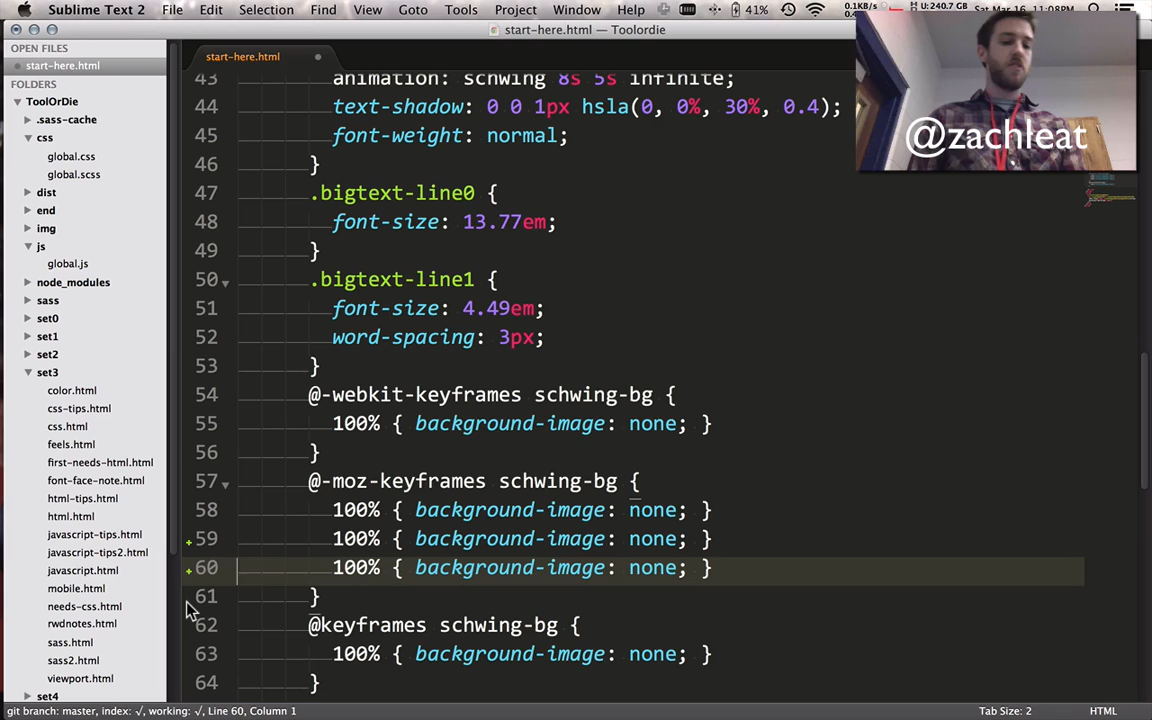 Sublime Text 2 File Edit Selection Find View Goto Tools Project Window Help 41% 0.1KB/s U: 240.7 G Sat Mar 16 11:08PM
start-here.html — Toolordie
OPEN FILES
start-here.html
FOLDERS
ToolOrDie
.sass-cache
css
global.css
global.scss
dist
end
img
js
global.js
node_modules
sass
set0
set1
set2
set3
color.html
css-tips.html
css.html
feels.html
first-needs-html.html
font-face-note.html
html-tips.html
html.html
javascript-tips.html
javascript-tips2.html
javascript.html
mobile.html
needs-css.html
rwdnotes.html
sass.html
sass2.html
viewport.html
set4
start-here.html
43 animation: schwing 8s 5s infinite;
44 text-shadow: 0 0 1px hsla(0, 0%, 30%, 0.4);
45 font-weight: normal;
46 }
47 .bigtext-line0 {
48 font-size: 13.77em;
49 }
50 .bigtext-line1 {
51 font-size: 4.49em;
52 word-spacing: 3px;
53 }
54 @-webkit-keyframes schwing-bg {
55 100% { background-image: none; }
56 }
57 @-moz-keyframes schwing-bg {
58 100% { background-image: none; }
59 100% { background-image: none; }
60 100% { background-image: none; }
61 }
62 @keyframes schwing-bg {
63 100% { background-image: none; }
64 }
@zachleat
git branch: master, index: √, working: √, Line 60, Column 1 Tab Size: 2 HTML